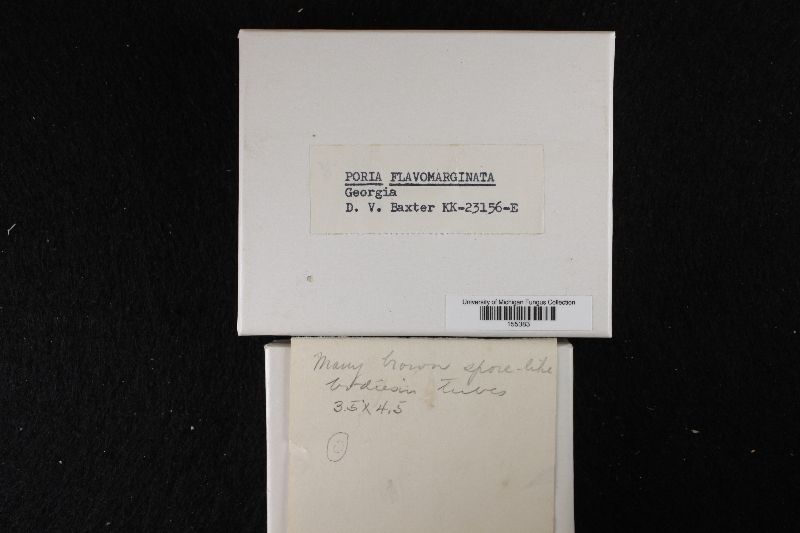 PORIA FLAVOMARGINATA
Georgia
D. V. Baxter KK-23156-E
University of Michigan Fungus Collection
155383
Many brown spore-like
bodies in tubes
3.5 X 4.5